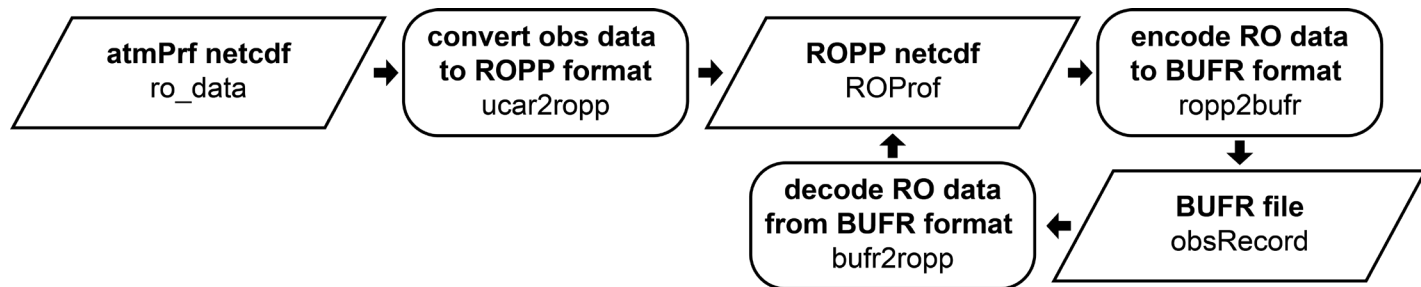 atmPrf netcdf
ro_data
convert obs data
to ROPP format
ucar2ropp
ROPP netcdf
ROProf
encode RO data
to BUFR format
ropp2bufr
decode RO data
from BUFR format
bufr2ropp
BUFR file
obsRecord